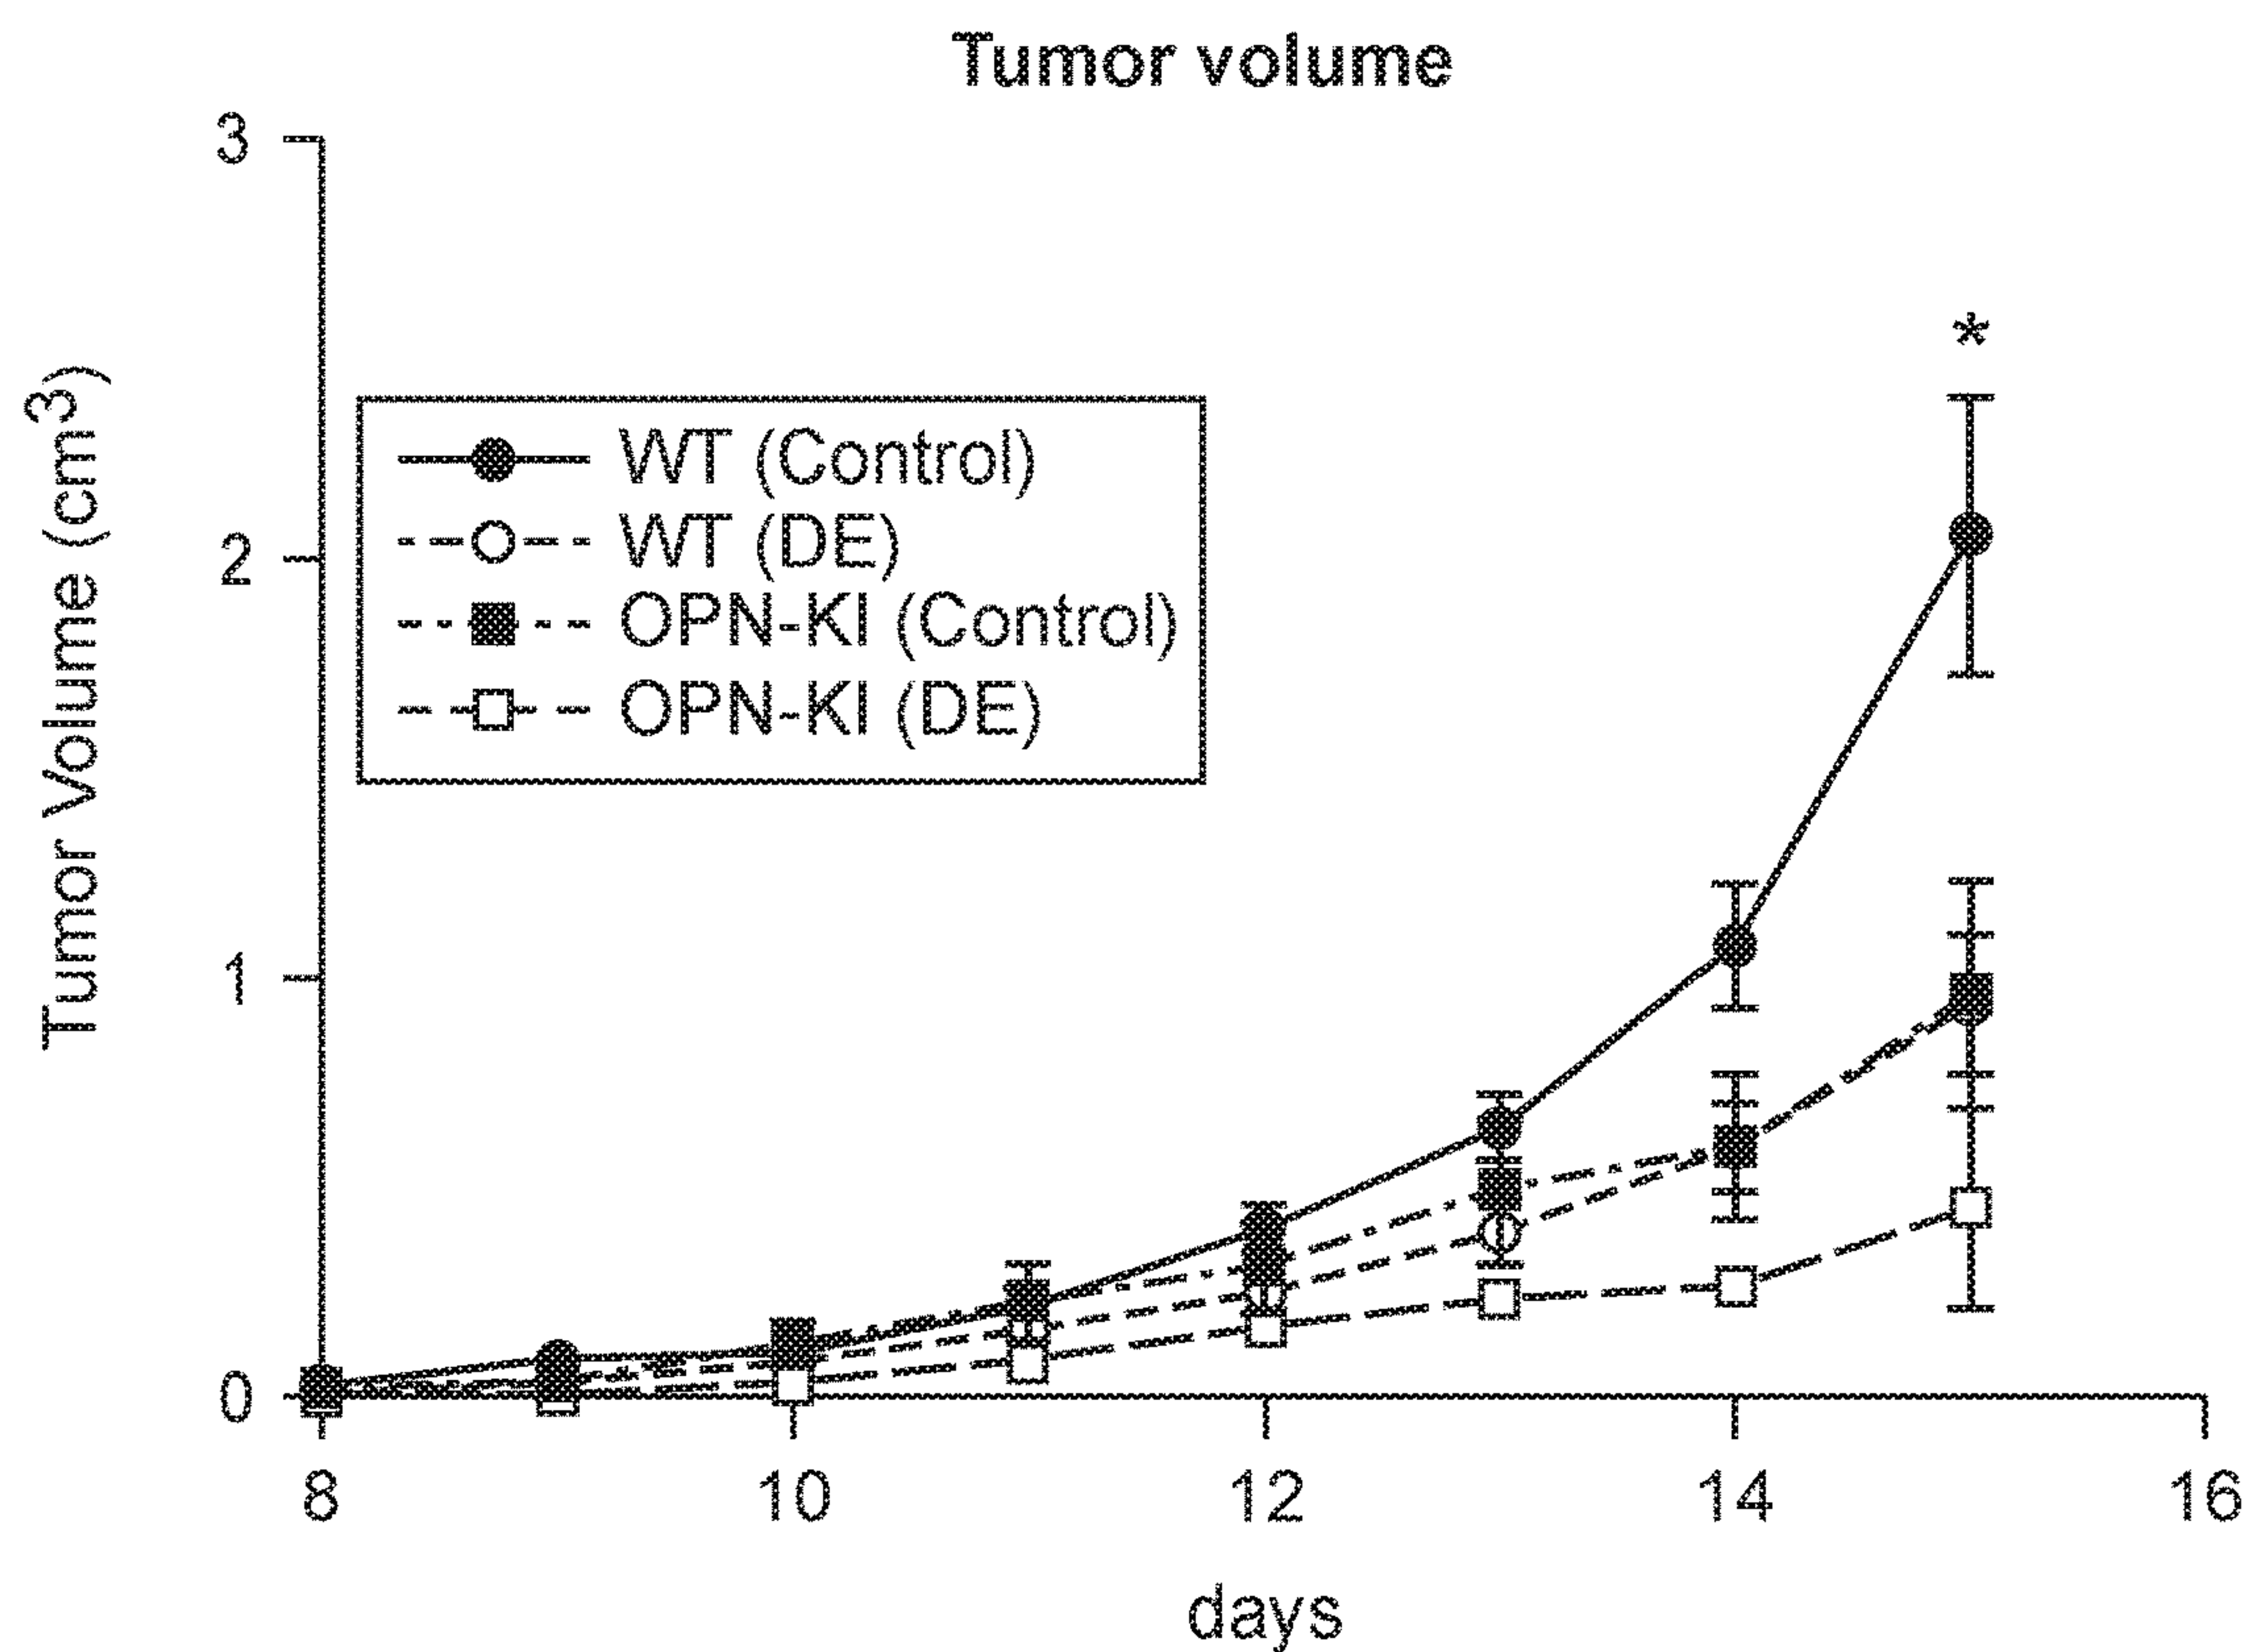 Tumor volume
3
2
1
0
Tumor Volume (cm³)
WT (Control)
WT (DE)
OPN-KI (Control)
OPN-KI (DE)
*
8 10 12 14 16
days